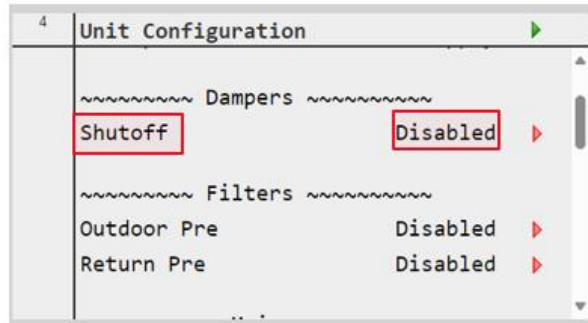 4
Unit Configuration
~~~~~~~~~ Dampers ~~~~~~~~~~
Shutoff Disabled
~~~~~~~~~ Filters ~~~~~~~~~~
Outdoor Pre Disabled
Return Pre Disabled